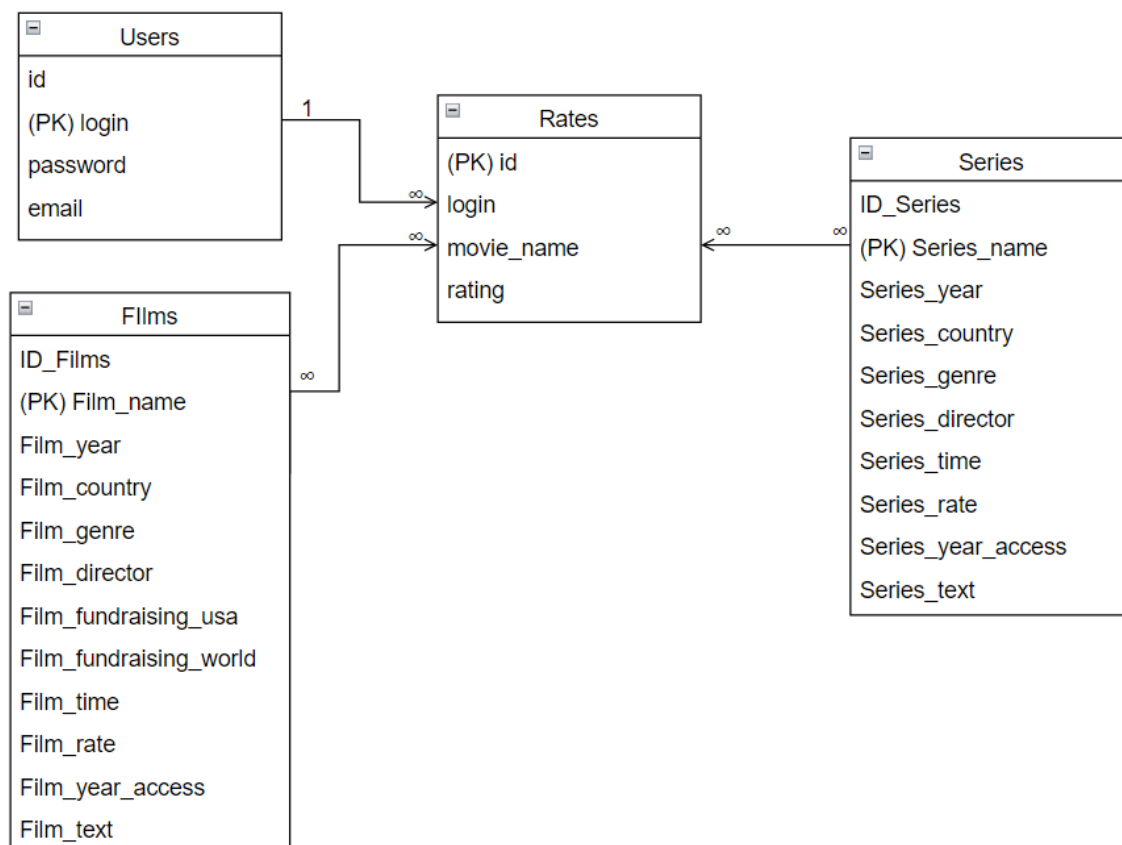 Users
id
(PK) login
password
email
1
∞
Rates
(PK) id
login
movie_name
rating
∞
∞
FIlms
ID_Films
(PK) Film_name
Film_year
Film_country
Film_genre
Film_director
Film_fundraising_usa
Film_fundraising_world
Film_time
Film_rate
Film_year_access
Film_text
∞
∞
Series
ID_Series
(PK) Series_name
Series_year
Series_country
Series_genre
Series_director
Series_time
Series_rate
Series_year_access
Series_text